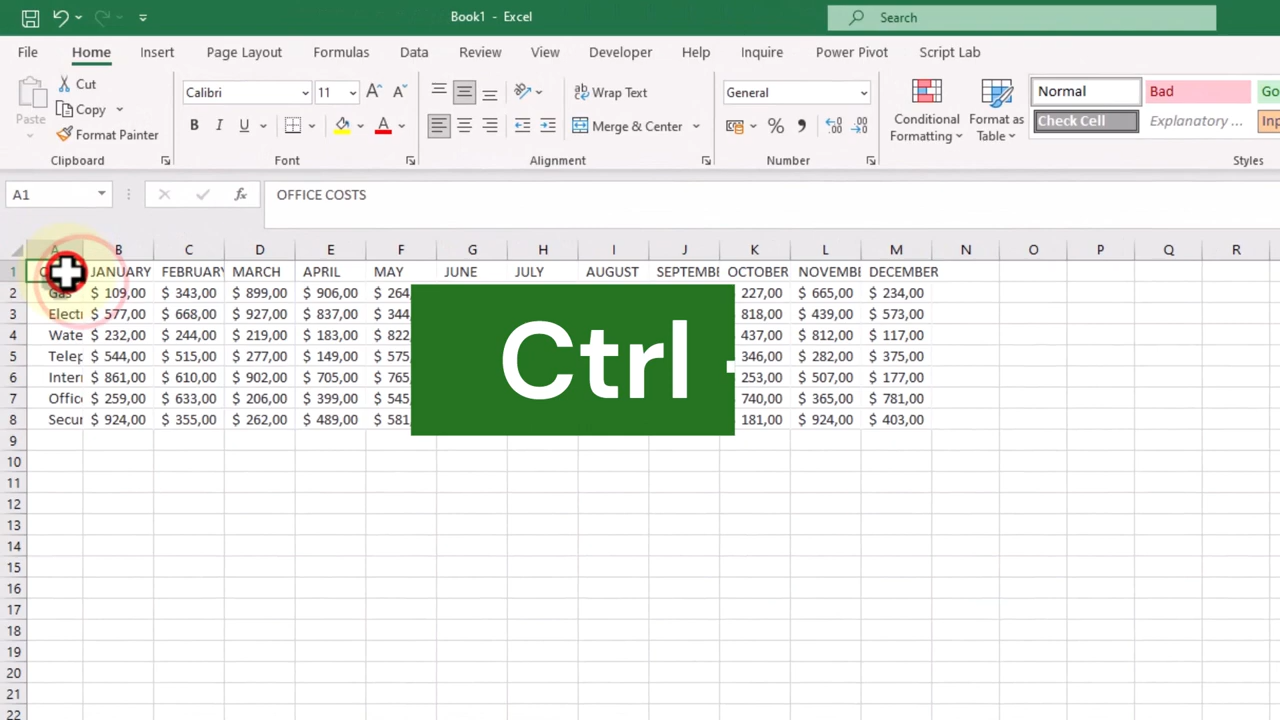 Book1 - Excel
Search
File Home Insert Page Layout Formulas Data Review View Developer Help Inquire Power Pivot Script Lab
Paste
Cut
Copy
Format Painter
Clipboard
Calibri 11
B I U
Font
Wrap Text
Merge & Center
Alignment
General
%
Number
Conditional Formatting
Format as Table
Normal Bad
Check Cell Explanatory ...
Styles
A1 fx OFFICE COSTS
A B C D E F G H I J K L M N O P Q R
1 JANUARY FEBRUARY MARCH APRIL MAY JUNE JULY AUGUST SEPTEMBE OCTOBER NOVEMBE DECEMBER
2 Gas $ 109,00 $ 343,00 $ 899,00 $ 906,00 $ 264, 227,00 $ 665,00 $ 234,00
3 Electr $ 577,00 $ 668,00 $ 927,00 $ 837,00 $ 344, 818,00 $ 439,00 $ 573,00
4 Wate $ 232,00 $ 244,00 $ 219,00 $ 183,00 $ 822, 437,00 $ 812,00 $ 117,00
5 Telep $ 544,00 $ 515,00 $ 277,00 $ 149,00 $ 575, 346,00 $ 282,00 $ 375,00
6 Inter $ 861,00 $ 610,00 $ 902,00 $ 705,00 $ 765, 253,00 $ 507,00 $ 177,00
7 Office $ 259,00 $ 633,00 $ 206,00 $ 399,00 $ 545, 740,00 $ 365,00 $ 781,00
8 Secur $ 924,00 $ 355,00 $ 262,00 $ 489,00 $ 581, 181,00 $ 924,00 $ 403,00
Ctrl
9
10
11
12
13
14
15
16
17
18
19
20
21
22